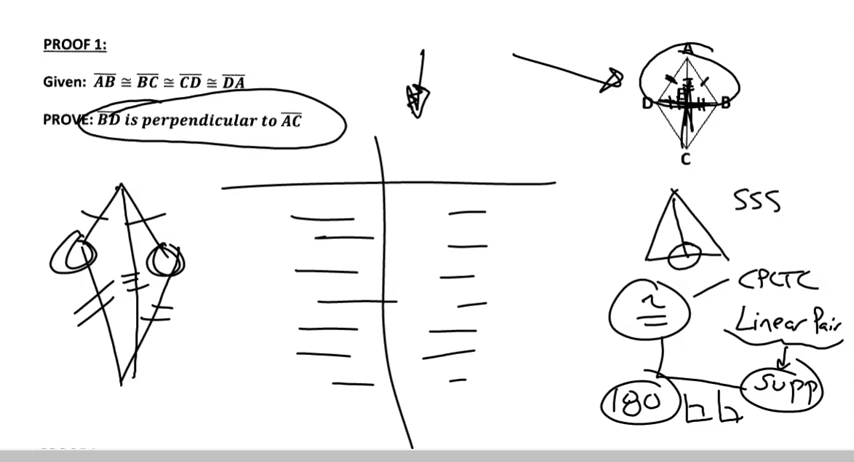 PROOF 1:
Given: AB ≅ BC ≅ CD ≅ DA
PROVE: BD is perpendicular to AC
A
D E B
C
SSS
≅ CPCTC
Linear Pair
180 supp